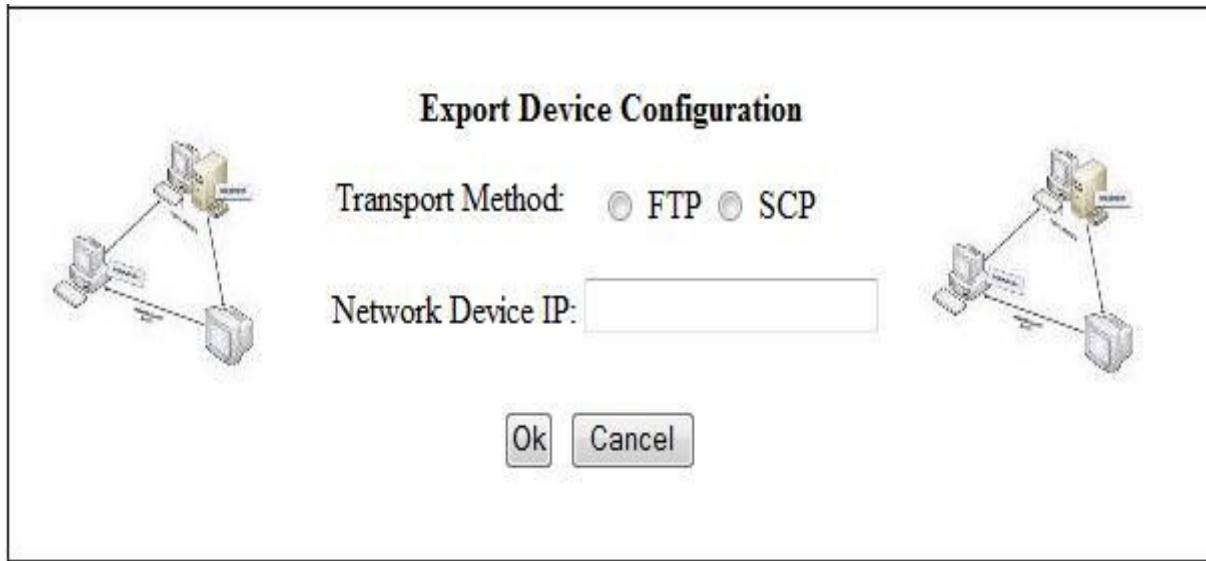 Export Device Configuration
Transport Method: FTP SCP
Network Device IP:
Ok Cancel